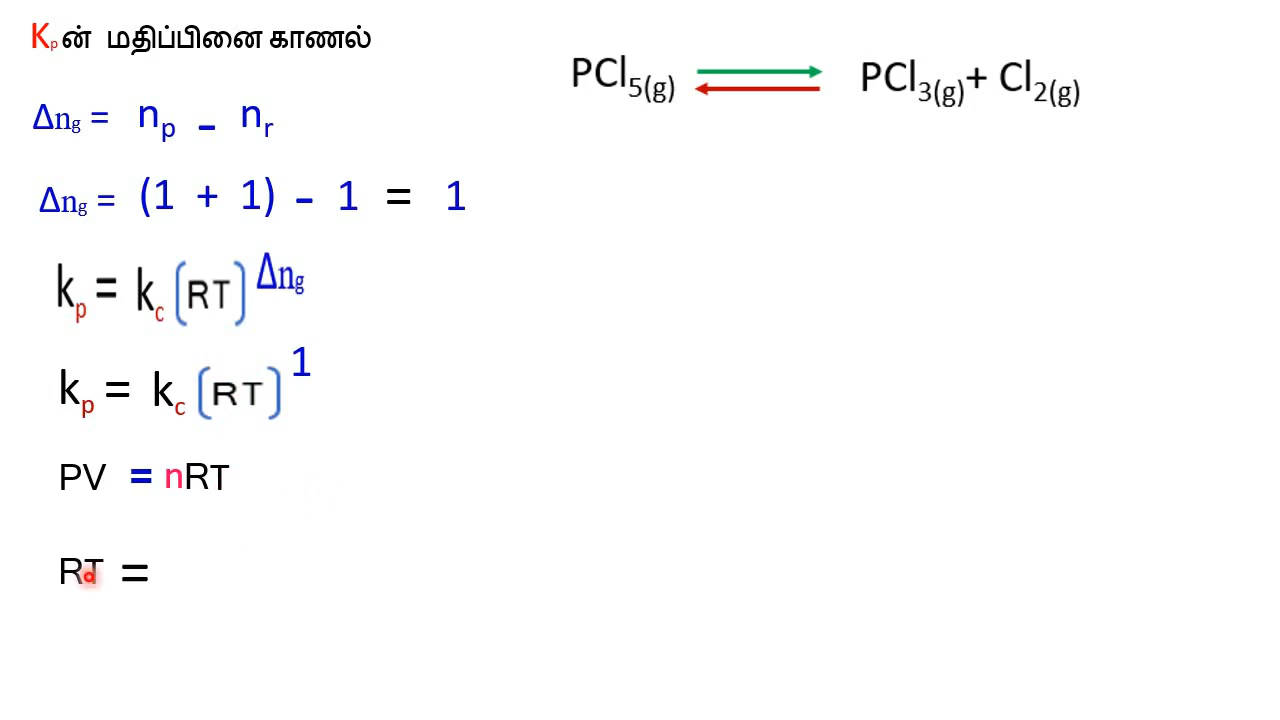 Kp ன் மதிப்பினை காணல்
PCl5(g) ⇌ PCl3(g)+ Cl2(g)
Δng = np - nr
Δng = (1 + 1) - 1 = 1
kp = kc (RT)^Δng
kp = kc (RT)^1
PV = nRT
RT =